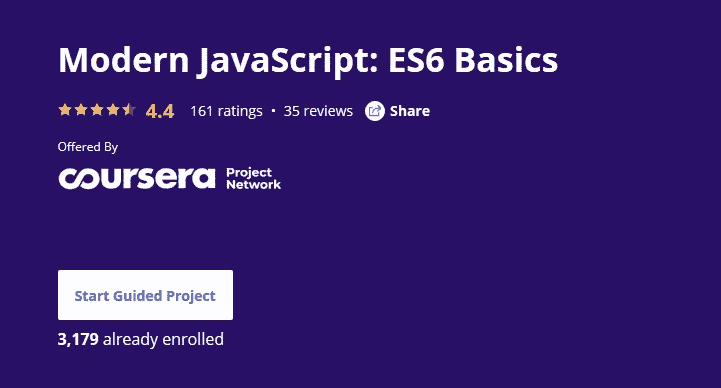 Modern JavaScript: ES6 Basics
4.4 161 ratings • 35 reviews Share
Offered By
coursera Project Network
Start Guided Project
3,179 already enrolled